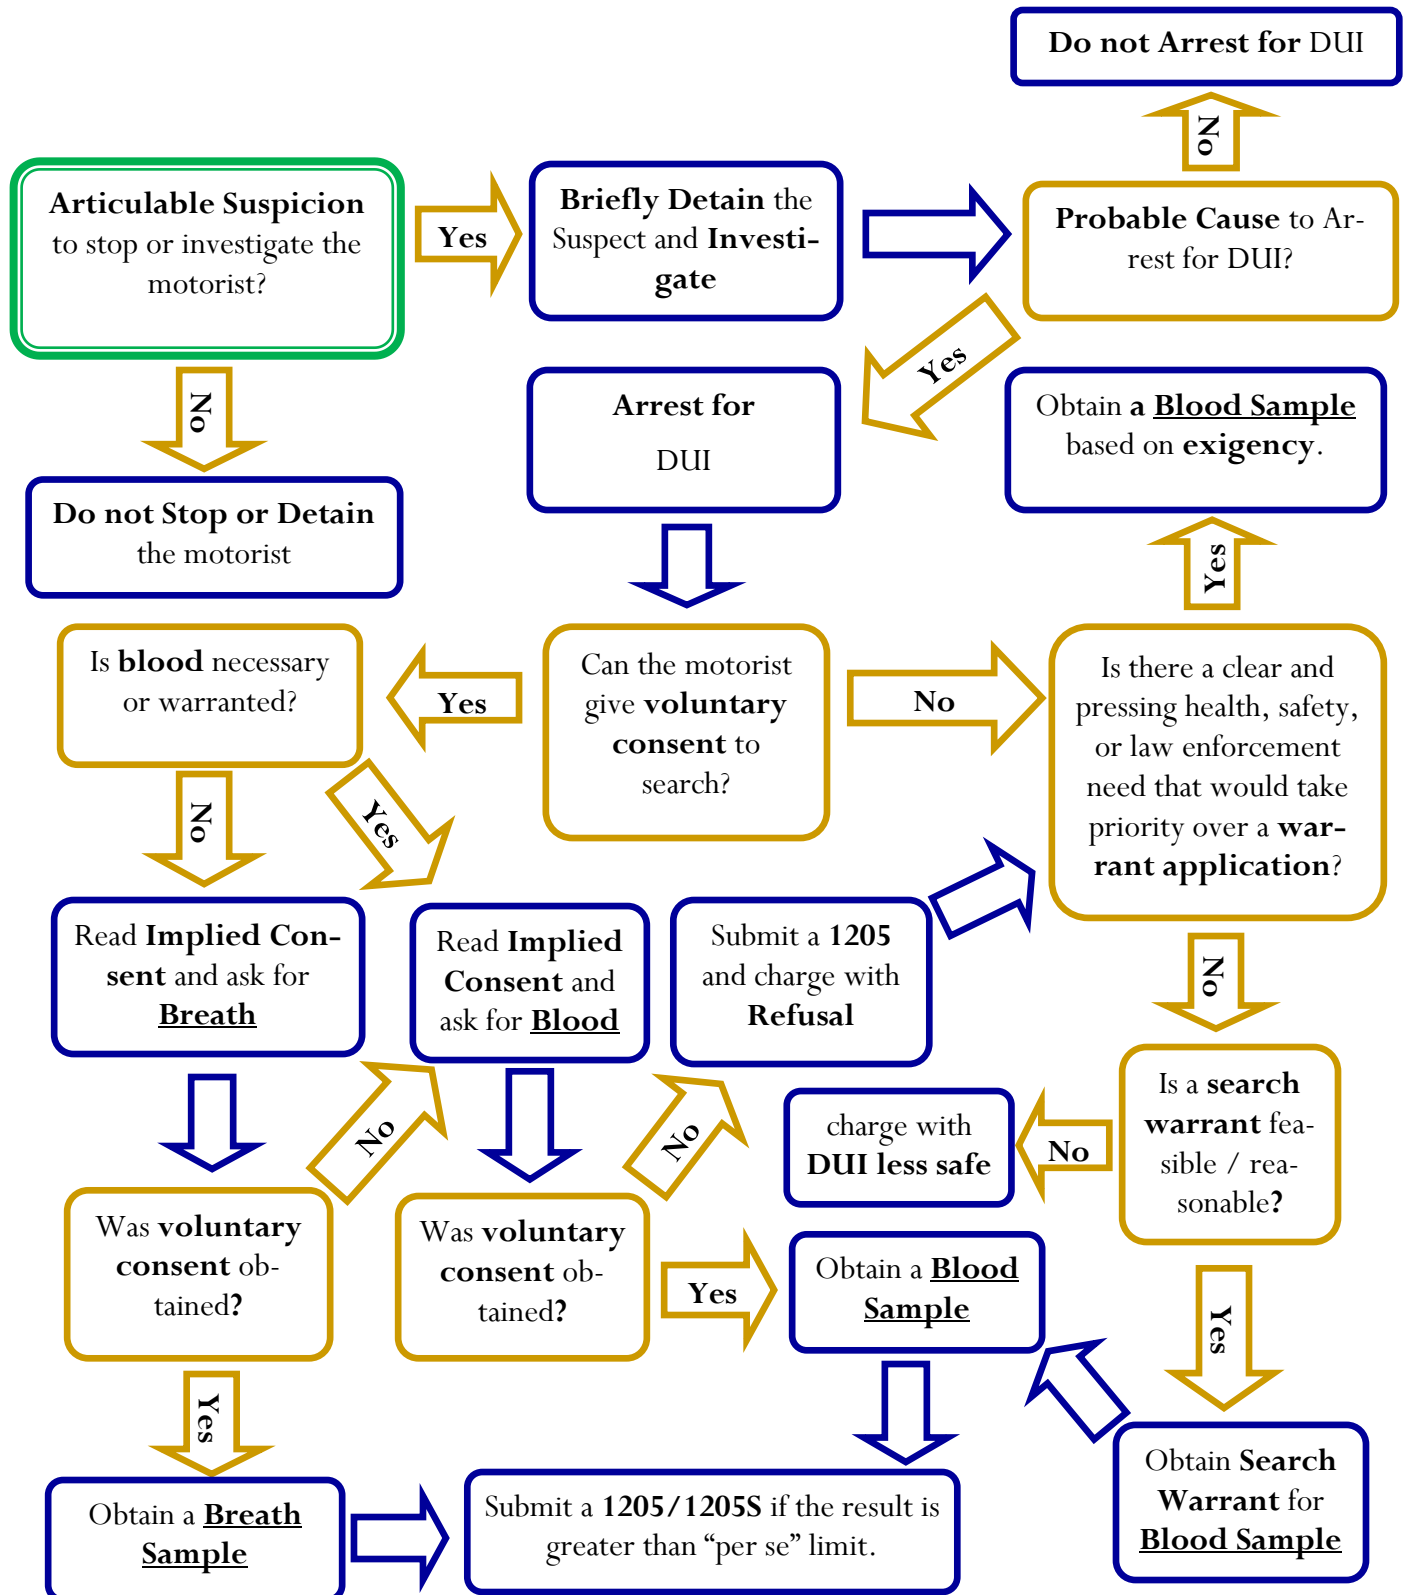 Do not Arrest for DUI
No
Articulable Suspicion
to stop or investigate the
motorist?
Yes
Briefly Detain the
Suspect and Investi-
gate
Probable Cause to Ar-
rest for DUI?
Yes
No
Arrest for
DUI
Obtain a Blood Sample
based on exigency.
Do not Stop or Detain
the motorist
Yes
Is blood necessary
or warranted?
Yes
Can the motorist
give voluntary
consent to
search?
No
Is there a clear and
pressing health, safety,
or law enforcement
need that would take
priority over a war-
rant application?
No
Yes
Read Implied Con-
sent and ask for
Breath
Read Implied
Consent and
ask for Blood
Submit a 1205
and charge with
Refusal
No
No
No
charge with
DUI less safe
No
Is a search
warrant fea-
sible / rea-
sonable?
Was voluntary
consent ob-
tained?
Was voluntary
consent ob-
tained?
Yes
Obtain a Blood
Sample
Yes
Yes
Obtain a Breath
Sample
Submit a 1205/1205S if the result is
greater than “per se” limit.
Obtain Search
Warrant for
Blood Sample